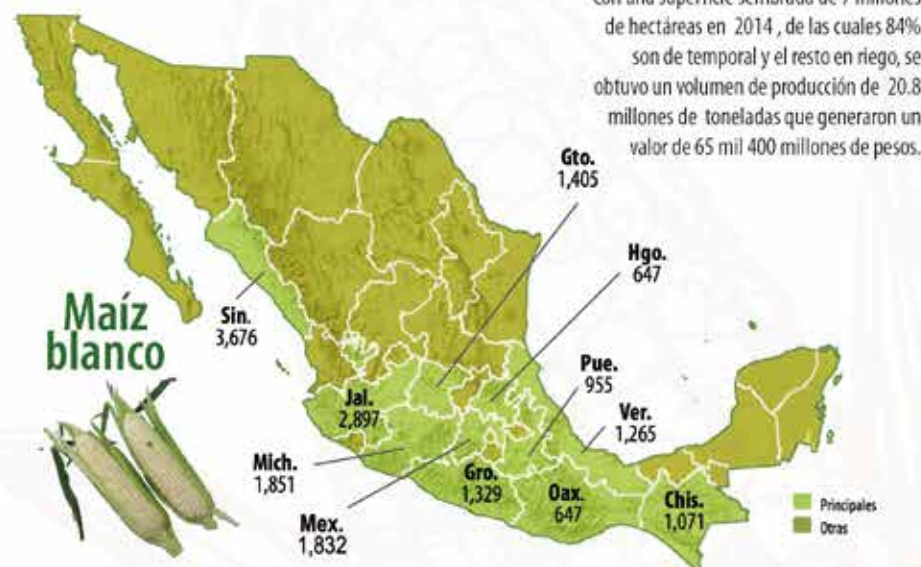 de hectáreas en 2014 , de las cuales 84%
son de temporal y el resto en riego, se
obtuvo un volumen de producción de 20.8
millones de toneladas que generaron un
valor de 65 mil 400 millones de pesos.
Gto.
1,405
Hgo.
647
Sin.
3,676
Maíz
blanco
Pue.
955
Jal.
2,897
Ver.
1,265
Mich.
1,851
Gro.
1,329
Oax.
647
Chis.
1,071
Mex.
1,832
Principales
Otras